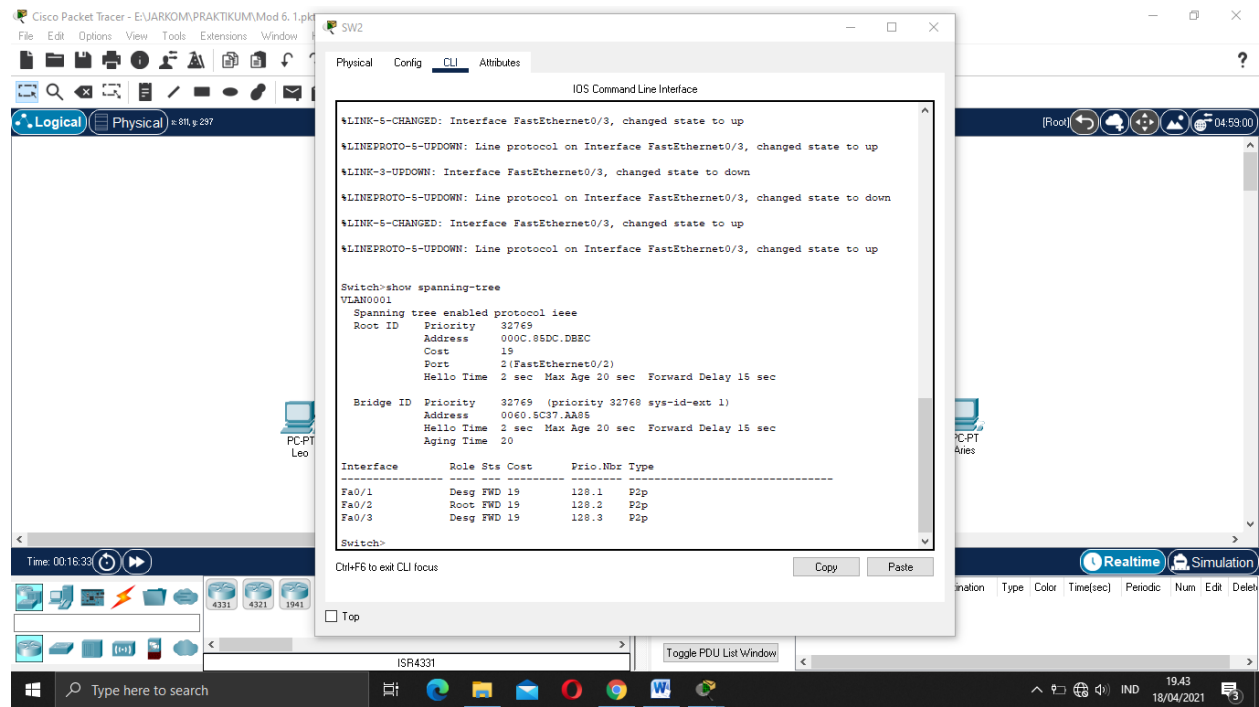 Cisco Packet Tracer - E:\JARKOM\PRAKTIKUM\Mod 6. 1.pkt
File Edit Options View Tools Extensions Window
SW2
Physical Config CLI Attributes
IOS Command Line Interface
%LINK-5-CHANGED: Interface FastEthernet0/3, changed state to up
%LINEPROTO-5-UPDOWN: Line protocol on Interface FastEthernet0/3, changed state to up
%LINK-3-UPDOWN: Interface FastEthernet0/3, changed state to down
%LINEPROTO-5-UPDOWN: Line protocol on Interface FastEthernet0/3, changed state to down
%LINK-5-CHANGED: Interface FastEthernet0/3, changed state to up
%LINEPROTO-5-UPDOWN: Line protocol on Interface FastEthernet0/3, changed state to up
Switch>show spanning-tree
VLAN0001
Spanning tree enabled protocol ieee
Root ID Priority 32769
Address 000C.85DC.DBEC
Cost 19
Port 2(FastEthernet0/2)
Hello Time 2 sec Max Age 20 sec Forward Delay 15 sec
Bridge ID Priority 32769 (priority 32768 sys-id-ext 1)
Address 0060.5C37.AA85
Hello Time 2 sec Max Age 20 sec Forward Delay 15 sec
Aging Time 20
Interface Role Sts Cost Prio.Nbr Type
---------------- ---- --- --------- -------- --------------------------------
Fa0/1 Desg FWD 19 128.1 P2p
Fa0/2 Root FWD 19 128.2 P2p
Fa0/3 Desg FWD 19 128.3 P2p
Switch>
Ctrl+F6 to exit CLI focus
Copy Paste
Top
Logical Physical x: 811, y: 297
[Root] 04:59:00
PC-PT
Leo
PC-PT
Aries
Time: 00:16:33
Realtime Simulation
4331 4321 1941
Type Color Time(sec) Periodic Num Edit
ISR4331
Toggle PDU List Window
Type here to search
IND
19.43
18/04/2021
3